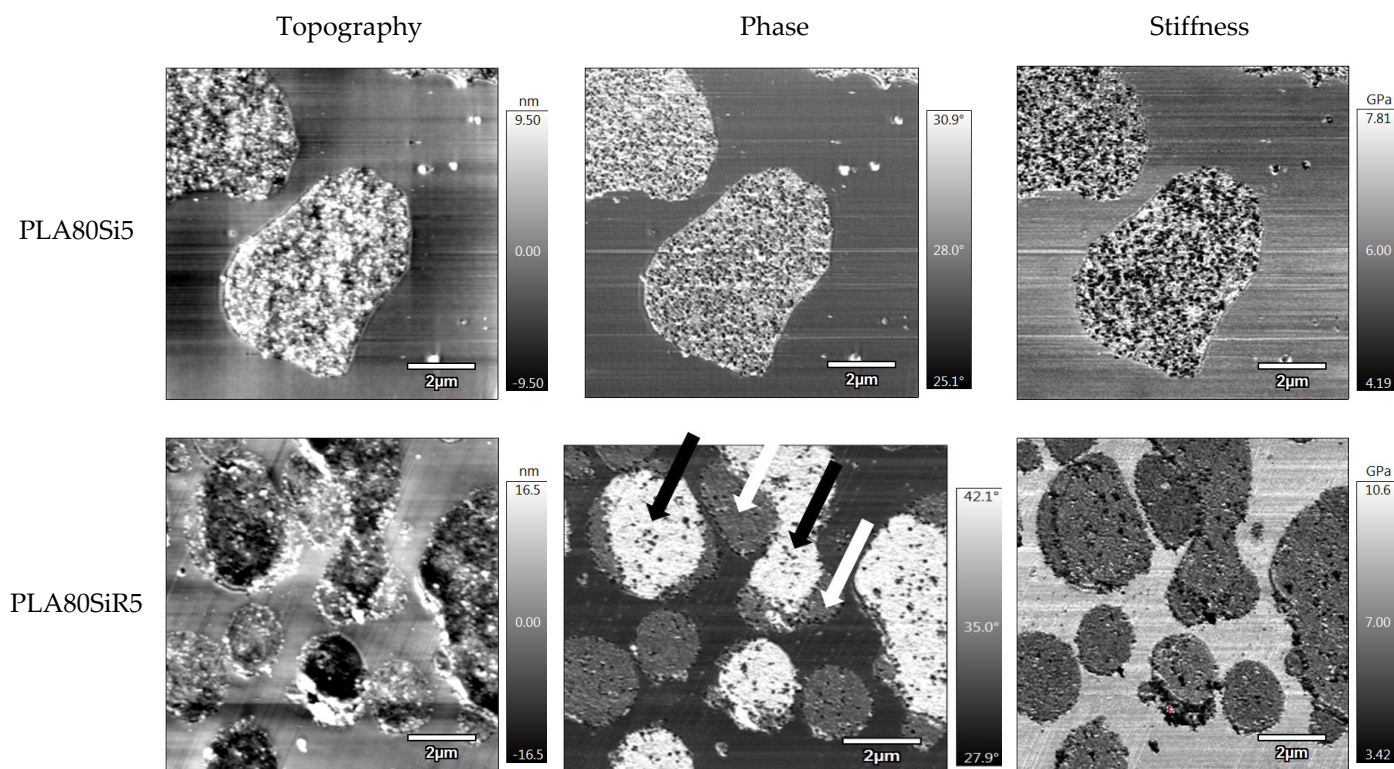 Topography Phase Stiffness
PLA80Si5
nm
9.50
0.00
-9.50
2µm
30.9°
28.0°
25.1°
2µm
GPa
7.81
6.00
4.19
2µm
PLA80SiR5
nm
16.5
0.00
-16.5
2µm
42.1°
35.0°
27.9°
2µm
GPa
10.6
7.00
3.42
2µm